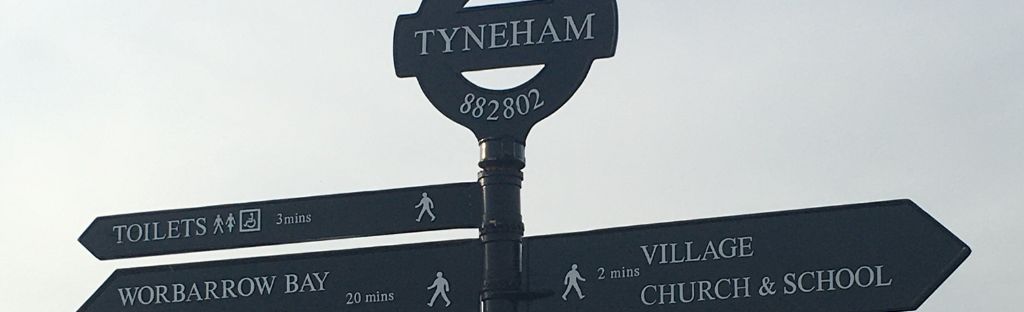 TYNEHAM
882802
TOILETS 3mins
WORBARROW BAY 20 mins
2 mins VILLAGE
CHURCH & SCHOOL